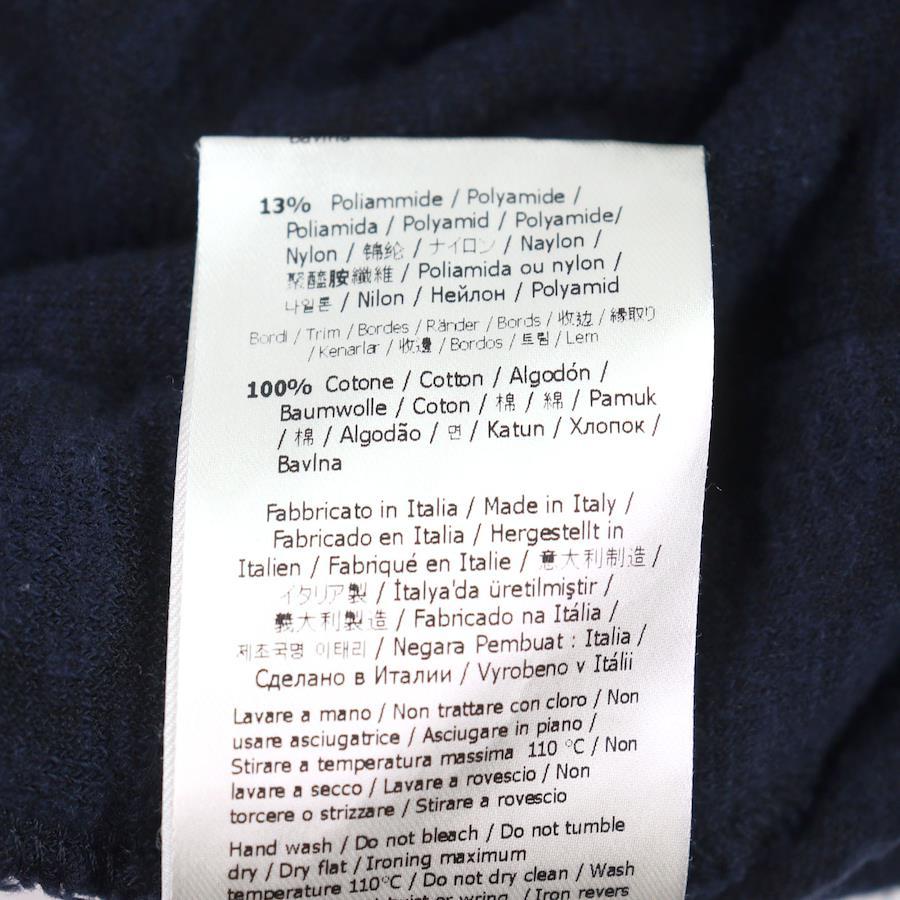 13% Poliammide / Polyamide /
Poliamida / Polyamid / Polyamide/
Nylon / 锦纶 / ナイロン / Naylon /
聚醯胺纖維 / Poliamida ou nylon /
나일론 / Nilon / Нейлон / Polyamid
Bordi / Trim / Bordes / Ränder / Bords / 收边 / 縁取り
/ Kenarlar / 收邊 / Bordos / 트림 / Lem
100% Cotone / Cotton / Algodón /
Baumwolle / Coton / 棉 / 綿 / Pamuk
/ 棉 / Algodão / 면 / Katun / Хлопок /
Bavlna
Fabbricato in Italia / Made in Italy /
Fabricado en Italia / Hergestellt in
Italien / Fabriqué en Italie / 意大利制造 /
イタリア製 / İtalya'da üretilmiştir /
義大利製造 / Fabricado na Itália /
제조국명 이태리 / Negara Pembuat : Italia /
Сделано в Италии / Vyrobeno v Itálii
Lavare a mano / Non trattare con cloro / Non
usare asciugatrice / Asciugare in piano /
Stirare a temperatura massima 110 °C / Non
lavare a secco / Lavare a rovescio / Non
torcere o strizzare / Stirare a rovescio
Hand wash / Do not bleach / Do not tumble
dry / Dry flat / Ironing maximum
temperature 110°C / Do not dry clean / Wash
twist or wring / Iron revers